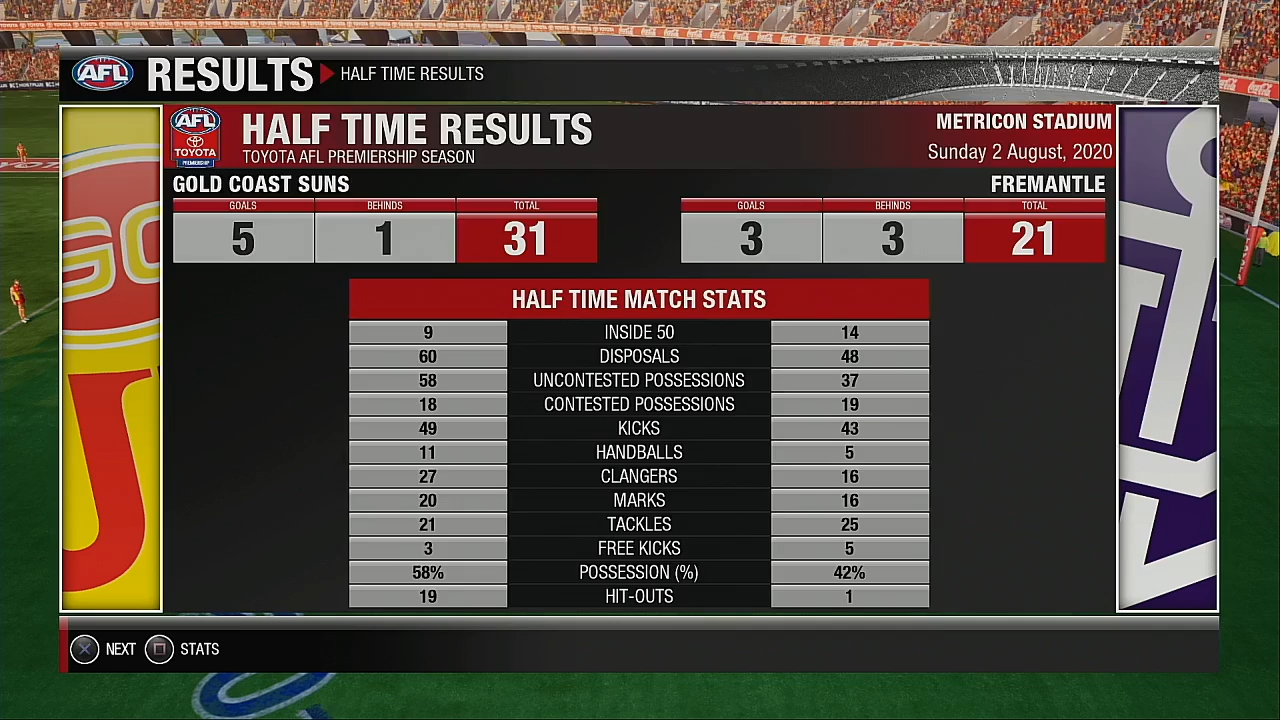 AFL RESULTS HALF TIME RESULTS
AFL
TOYOTA
PREMIERSHIP
HALF TIME RESULTS
TOYOTA AFL PREMIERSHIP SEASON
METRICON STADIUM
Sunday 2 August, 2020
GOLD COAST SUNS
FREMANTLE
GOALS BEHINDS TOTAL
5 1 31
GOALS BEHINDS TOTAL
3 3 21
HALF TIME MATCH STATS
9 INSIDE 50 14
60 DISPOSALS 48
58 UNCONTESTED POSSESSIONS 37
18 CONTESTED POSSESSIONS 19
49 KICKS 43
11 HANDBALLS 5
27 CLANGERS 16
20 MARKS 16
21 TACKLES 25
3 FREE KICKS 5
58% POSSESSION (%) 42%
19 HIT-OUTS 1
NEXT STATS